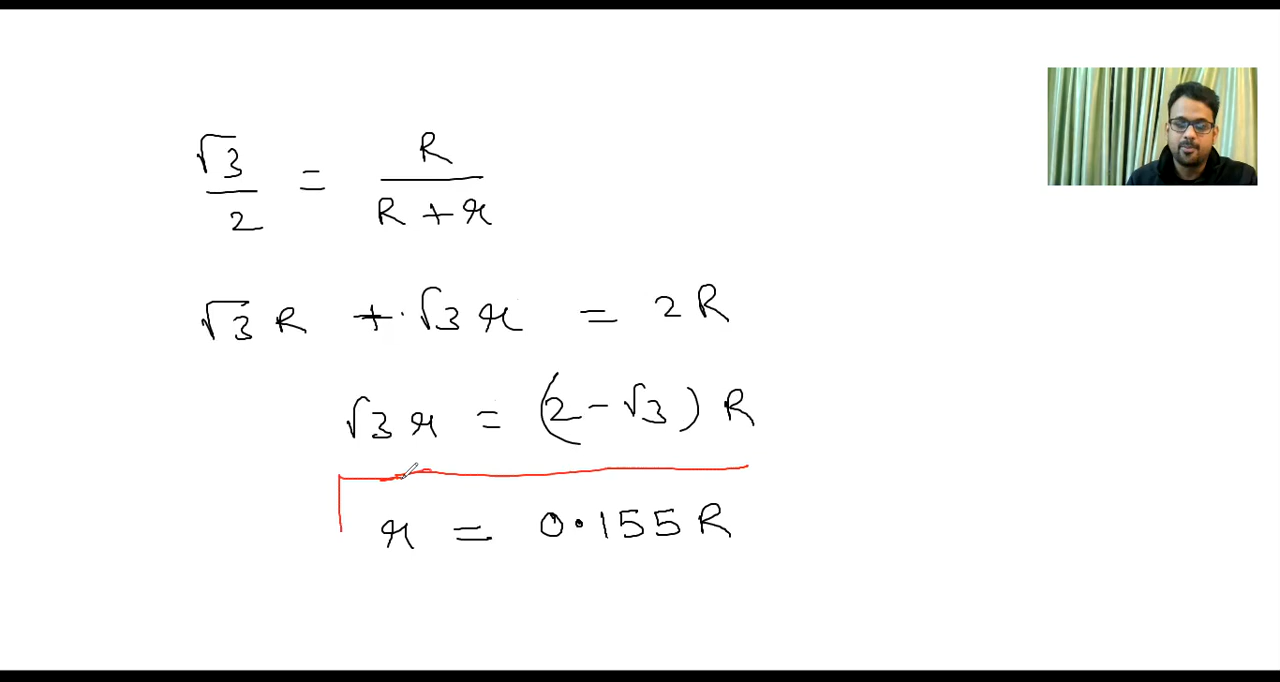 √3/2 = R/(R + r)
√3 R + √3 r = 2R
√3 r = (2 - √3) R
r = 0.155 R